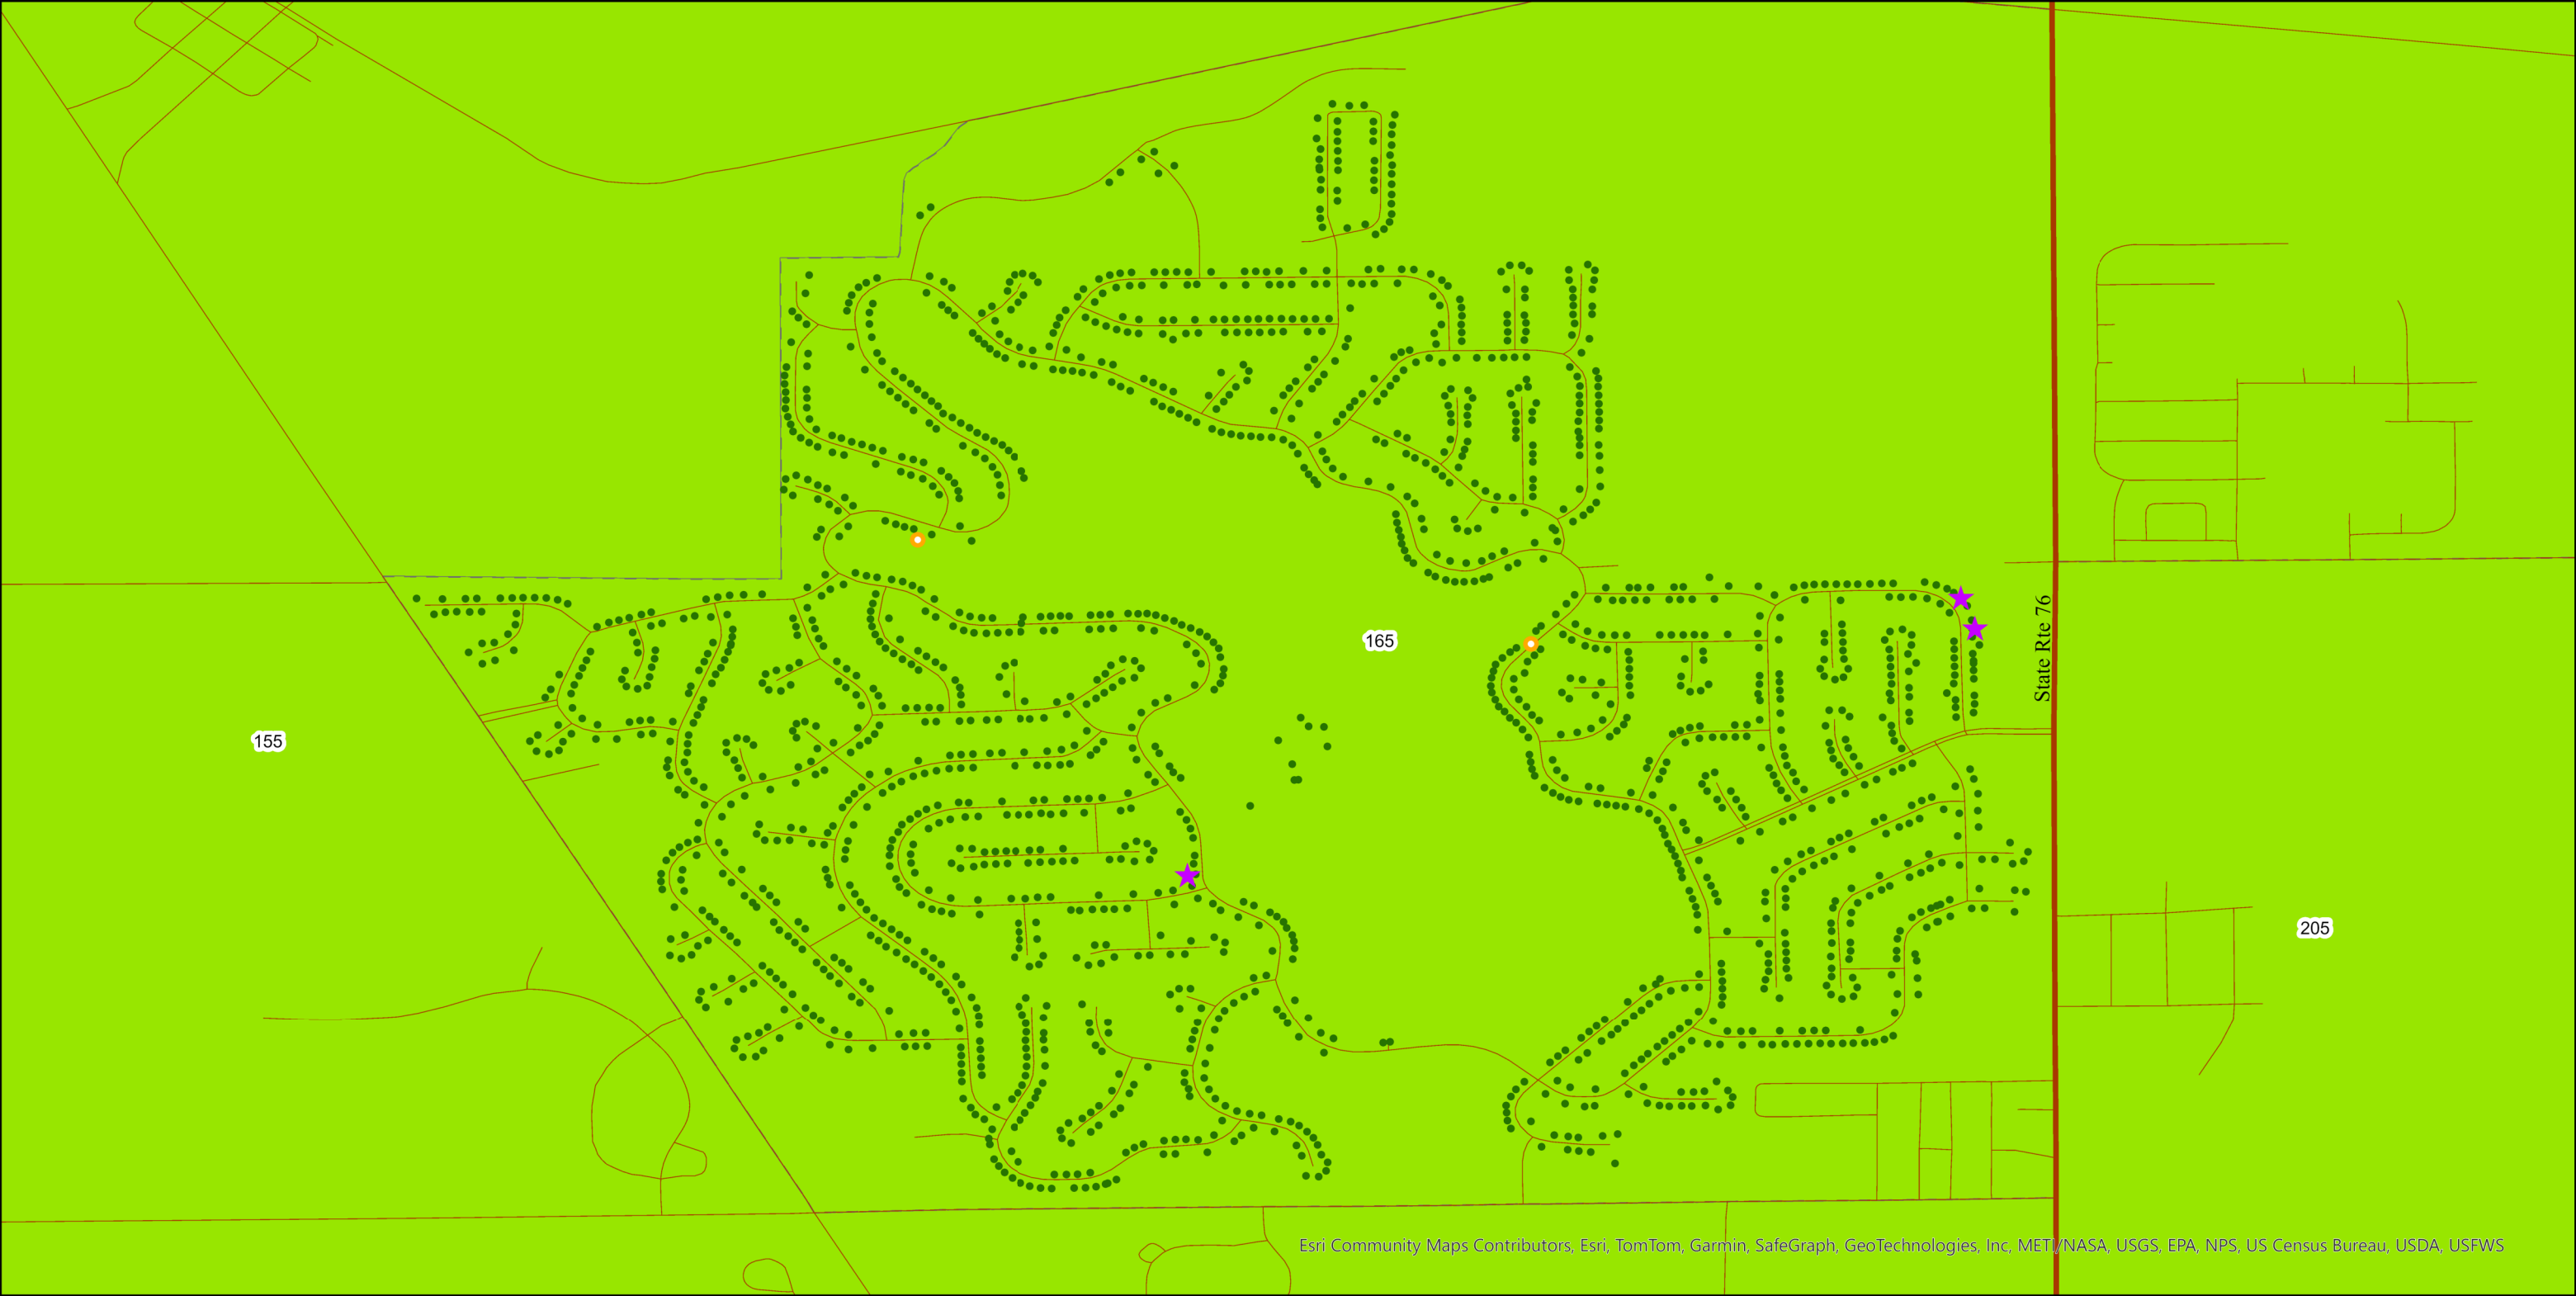 165
State Rte 76
155
205
Esri Community Maps Contributors, Esri, TomTom, Garmin, SafeGraph, GeoTechnologies, Inc, METI/NASA, USGS, EPA, NPS, US Census Bureau, USDA, USFWS